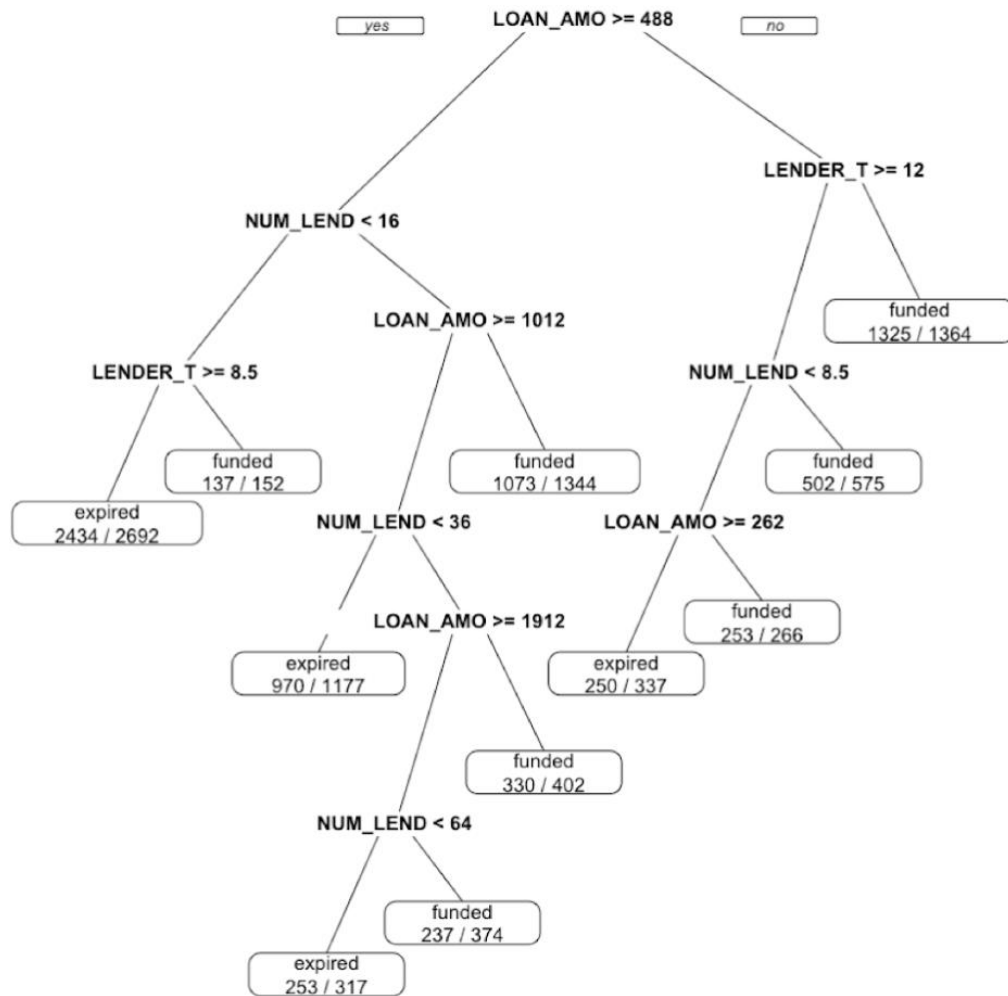 yes
LOAN_AMO >= 488
no
LENDER_T >= 12
NUM_LEND < 16
funded
1325 / 1364
LOAN_AMO >= 1012
LENDER_T >= 8.5
NUM_LEND < 8.5
funded
137 / 152
funded
1073 / 1344
funded
502 / 575
expired
2434 / 2692
NUM_LEND < 36
LOAN_AMO >= 262
funded
253 / 266
LOAN_AMO >= 1912
expired
970 / 1177
expired
250 / 337
funded
330 / 402
NUM_LEND < 64
funded
237 / 374
expired
253 / 317